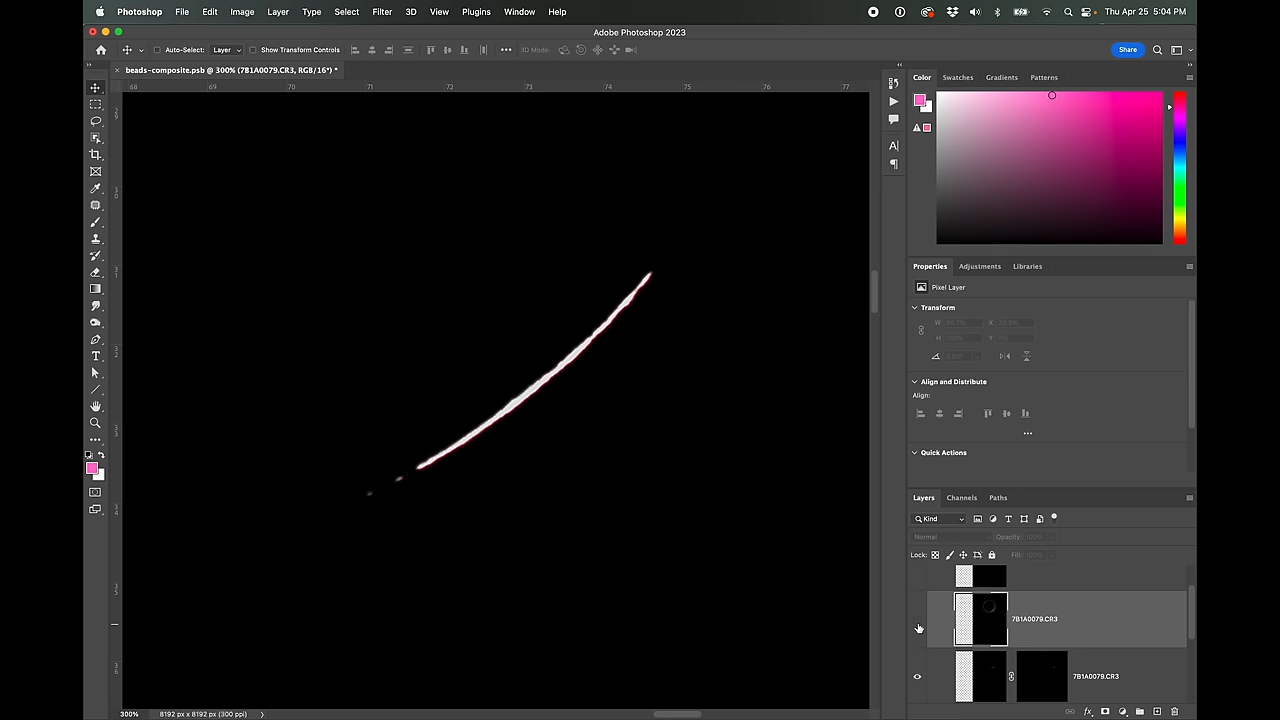 Photoshop File Edit Image Layer Type Select Filter 3D View Plugins Window Help Thu Apr 25 5:04 PM
Adobe Photoshop 2023
Auto-Select: Layer Show Transform Controls 3D Mode: Share
beads-composite.psb @ 300% (7B1A0079.CR3, RGB/16*) *
68 69 70 71 72 73 74 75 76 77
Color Swatches Gradients Patterns
Properties Adjustments Libraries
Pixel Layer
Transform
Align and Distribute
Align:
Quick Actions
Layers Channels Paths
Kind
Normal Opacity: 100%
Lock: Fill: 100%
7B1A0079.CR3
7B1A0079.CR3
300% 8192 px x 8192 px (300 ppi)